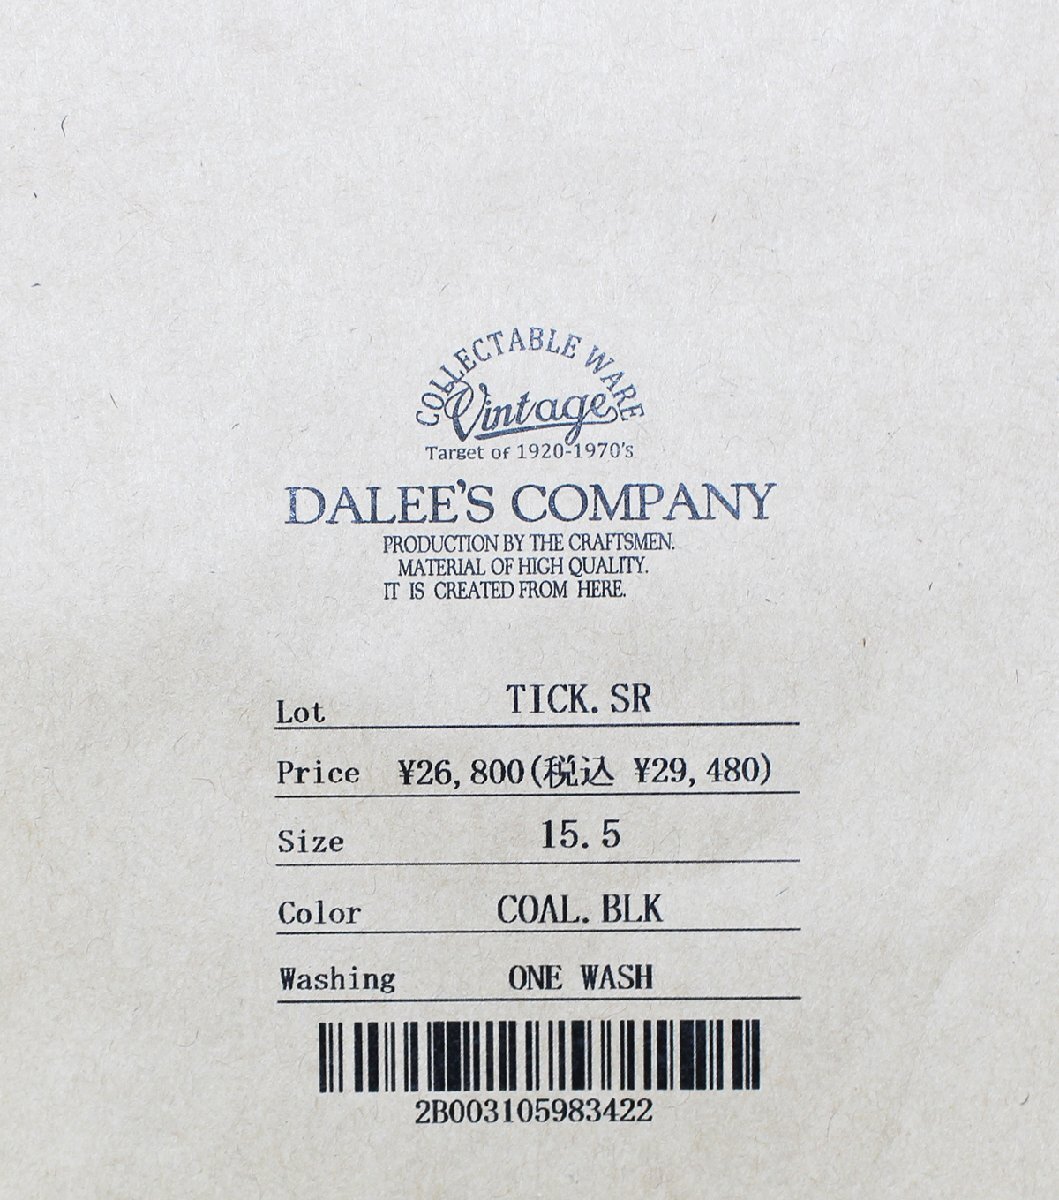 COLLECTABLE WARE
Vintage
Target of 1920-1970's
DALEE'S COMPANY
PRODUCTION BY THE CRAFTSMEN.
MATERIAL OF HIGH QUALITY.
IT IS CREATED FROM HERE.
Lot TICK. SR
Price ¥26,800(税込 ¥29,480)
Size 15.5
Color COAL. BLK
Washing ONE WASH
2B003105983422